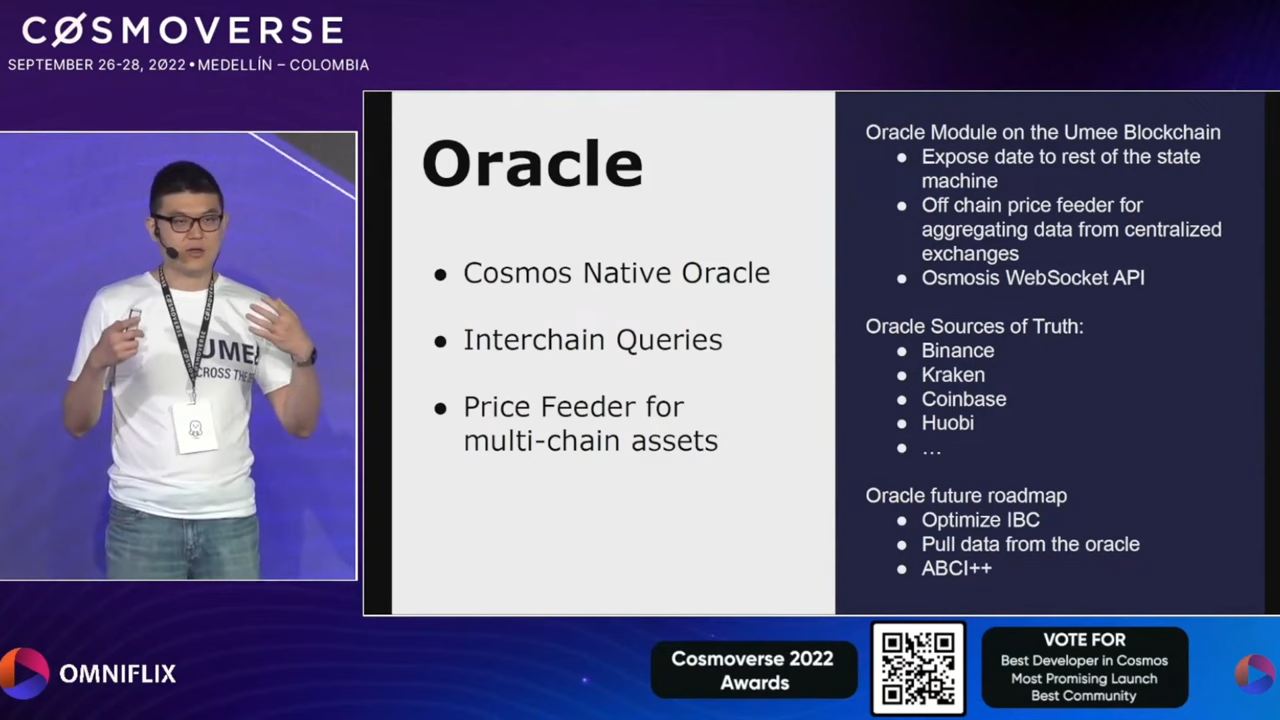 CØSMOVERSE
SEPTEMBER 26-28, 2Ø22 • MEDELLÍN – COLOMBIA
COSMOVERSE
UMEE
CROSS THE
Oracle
● Cosmos Native Oracle
● Interchain Queries
● Price Feeder for
multi-chain assets
Oracle Module on the Umee Blockchain
● Expose date to rest of the state
machine
● Off chain price feeder for
aggregating data from centralized
exchanges
● Osmosis WebSocket API
Oracle Sources of Truth:
● Binance
● Kraken
● Coinbase
● Huobi
● …
Oracle future roadmap
● Optimize IBC
● Pull data from the oracle
● ABCI++
OMNIFLIX
Cosmoverse 2022
Awards
VOTE FOR
Best Developer in Cosmos
Most Promising Launch
Best Community